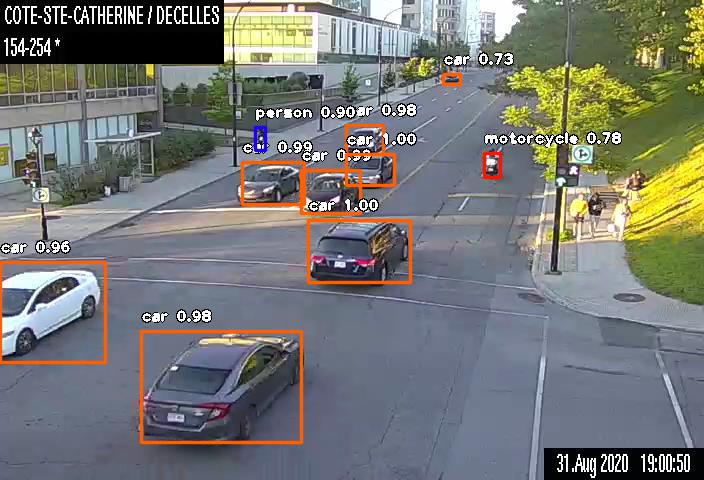 COTE-STE-CATHERINE / DECELLES
154-254 *
car 0.73
person 0.90
car 0.98
car 1.00
motorcycle 0.78
car 0.99
car 0.99
car 1.00
car 0.96
car 0.98
31.Aug 2020 19:00:50